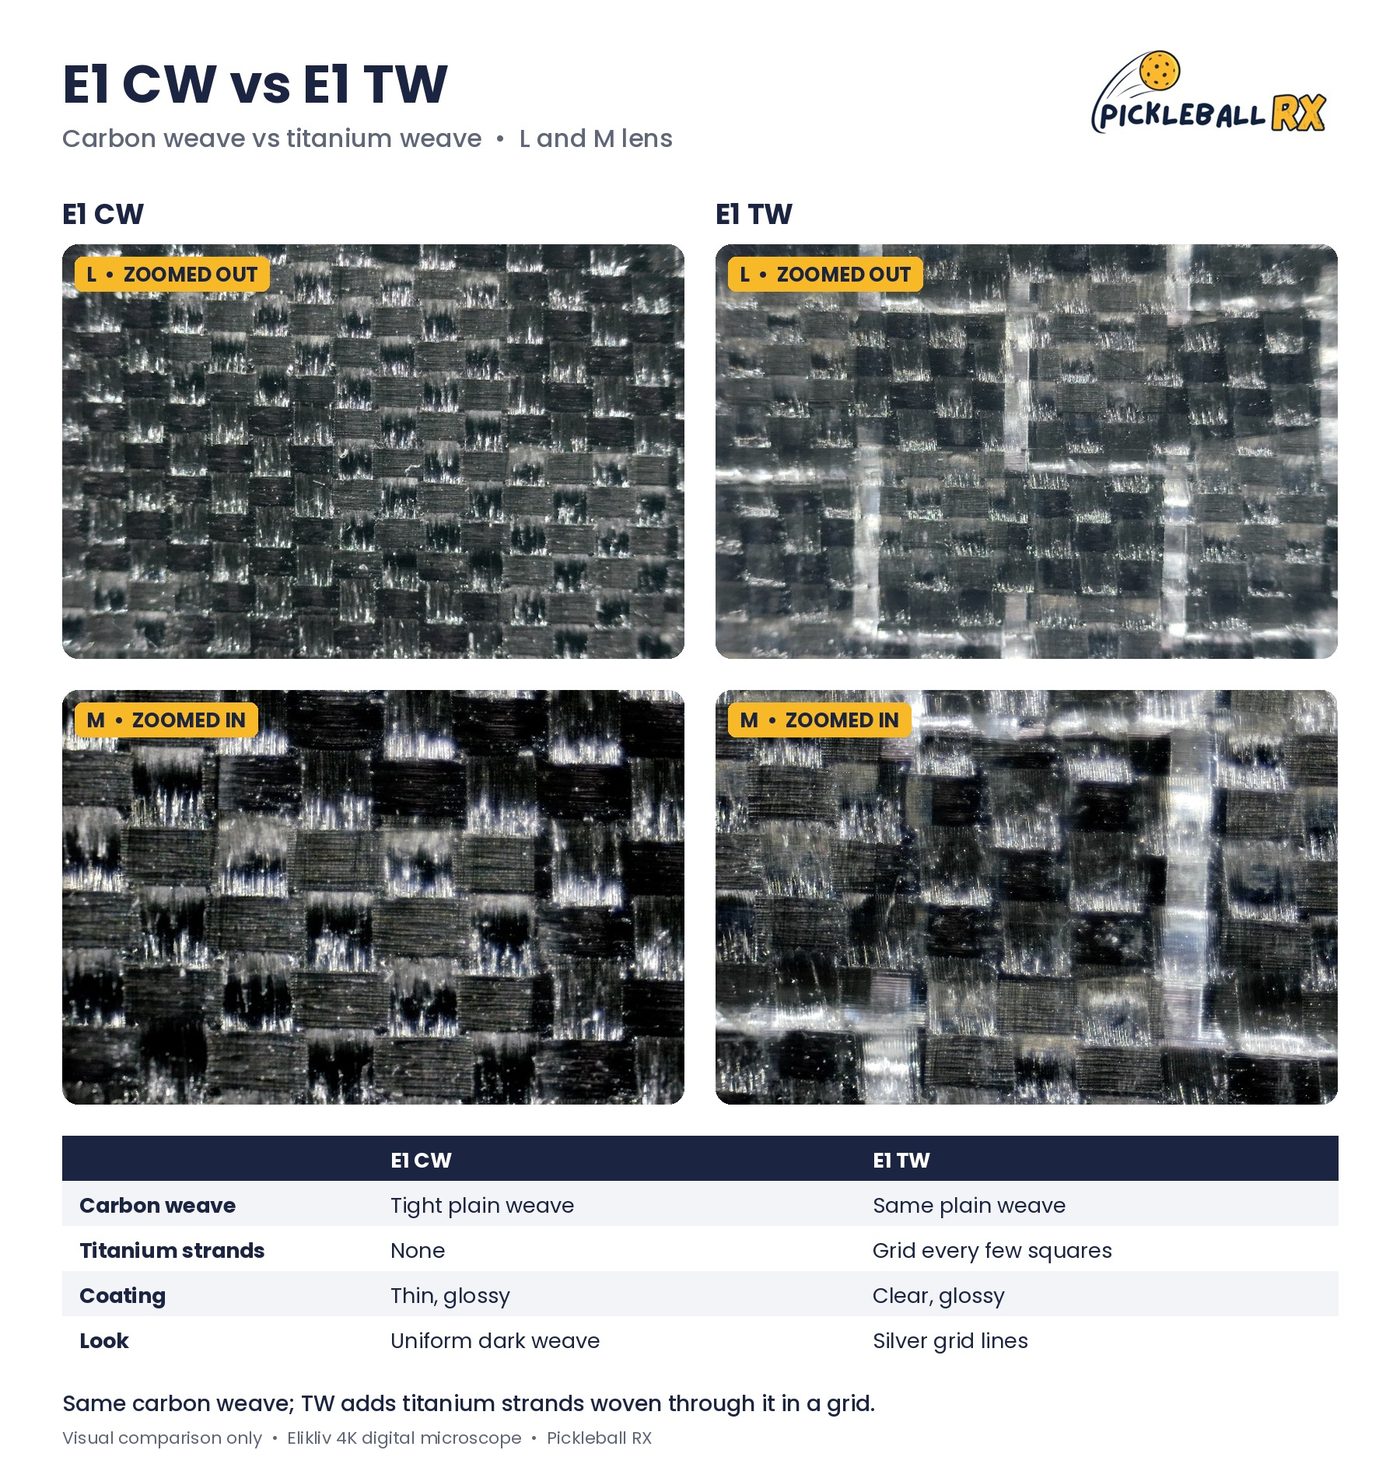 E1 CW vs E1 TW
Carbon weave vs titanium weave • L and M lens
PICKLEBALL RX
E1 CW
E1 TW
L • ZOOMED OUT
L • ZOOMED OUT
M • ZOOMED IN
M • ZOOMED IN
E1 CW E1 TW
Carbon weave Tight plain weave Same plain weave
Titanium strands None Grid every few squares
Coating Thin, glossy Clear, glossy
Look Uniform dark weave Silver grid lines
Same carbon weave; TW adds titanium strands woven through it in a grid.
Visual comparison only • Elikliv 4K digital microscope • Pickleball RX